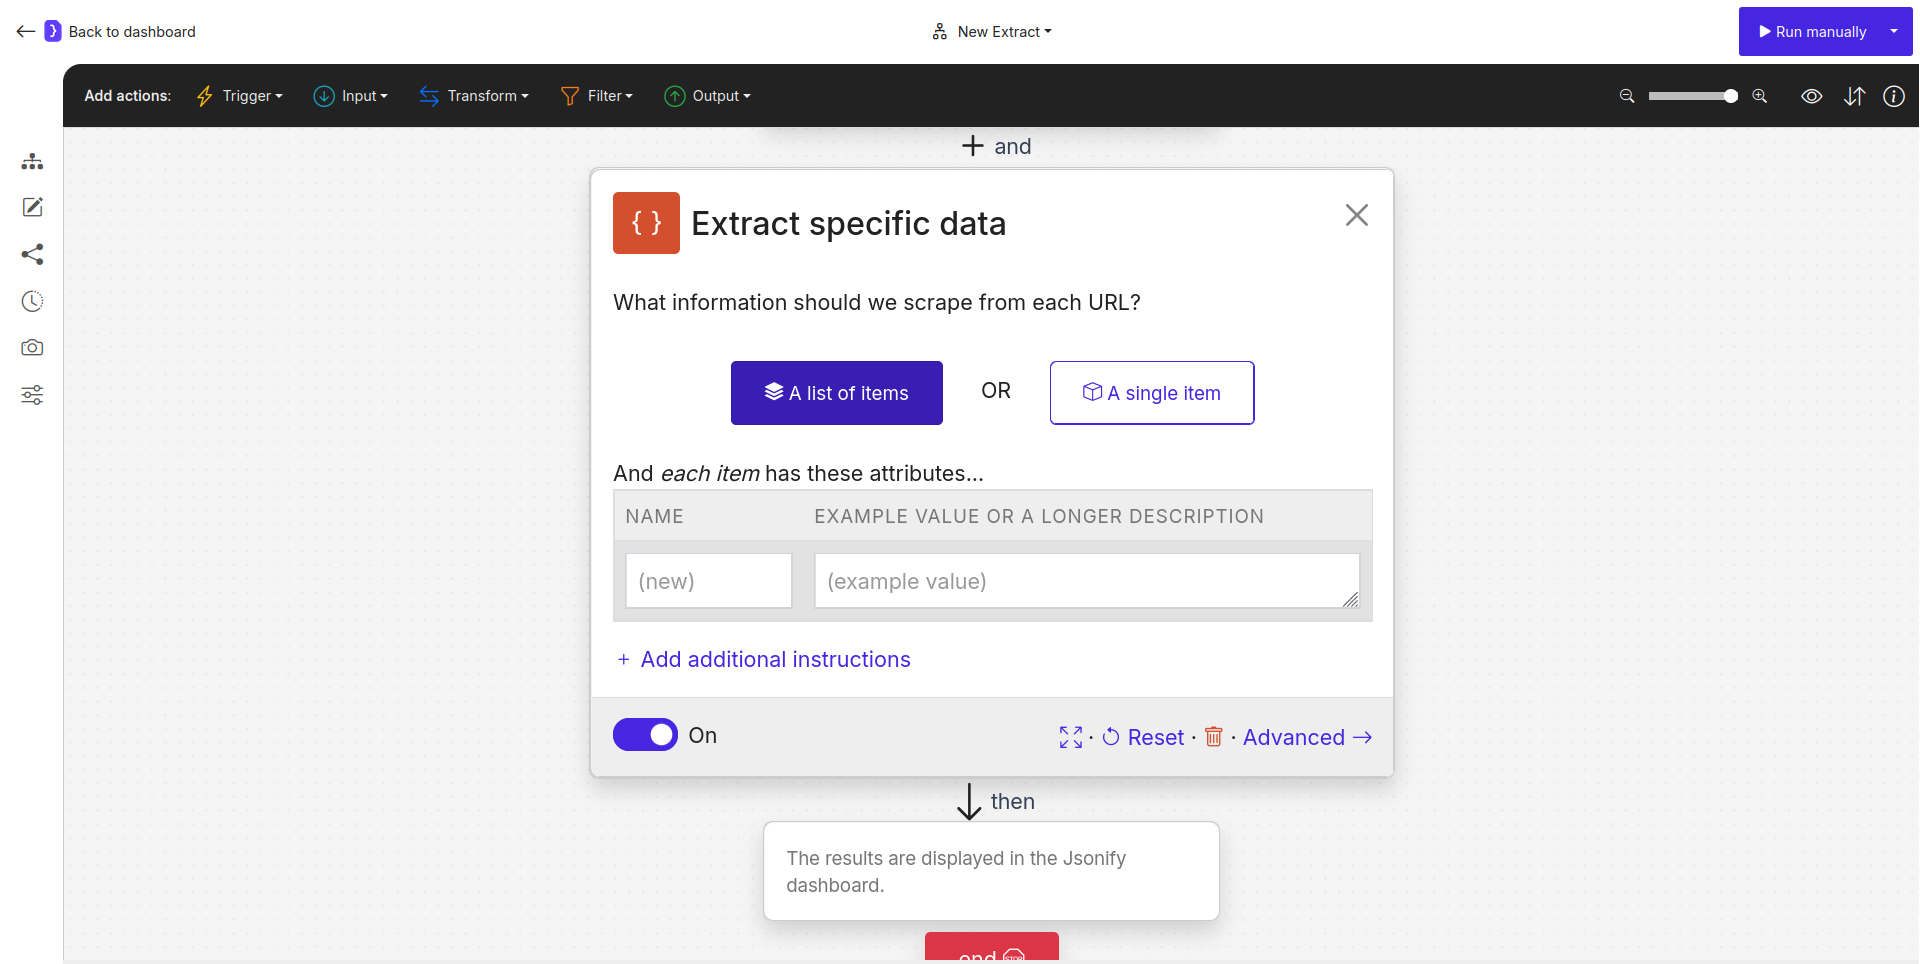 Back to dashboard
New Extract
Run manually
Add actions:
Trigger
Input
Transform
Filter
Output
and
{ } Extract specific data
What information should we scrape from each URL?
A list of items
OR
A single item
And each item has these attributes...
NAME
EXAMPLE VALUE OR A LONGER DESCRIPTION
(new)
(example value)
+ Add additional instructions
On
· Reset · · Advanced →
then
The results are displayed in the Jsonify
dashboard.
end STOP